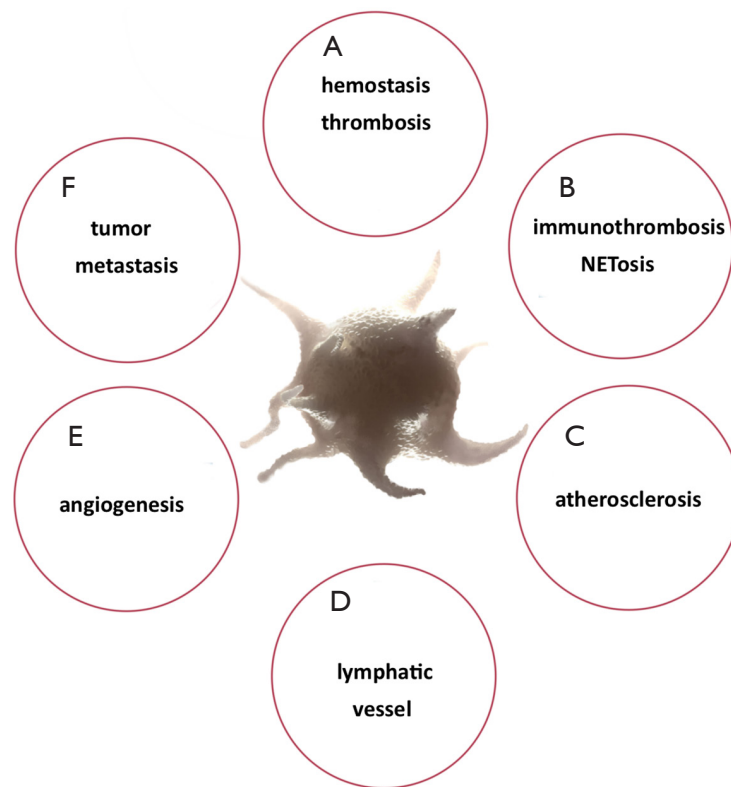 A
hemostasis
thrombosis
B
immunothrombosis
NETosis
C
atherosclerosis
D
lymphatic
vessel
E
angiogenesis
F
tumor
metastasis